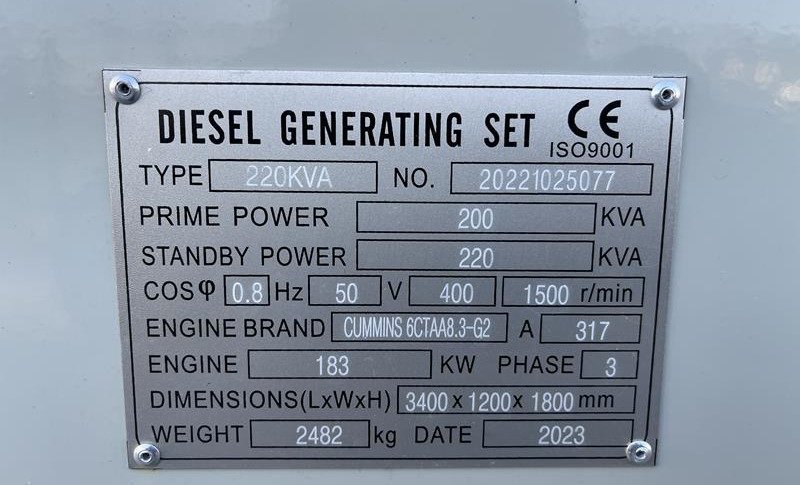 DIESEL GENERATING SET CE
ISO9001
TYPE 220KVA NO. 20221025077
PRIME POWER 200 KVA
STANDBY POWER 220 KVA
COSφ 0.8 Hz 50 V 400 1500 r/min
ENGINE BRAND CUMMINS 6CTAA8.3-G2 A 317
ENGINE 183 KW PHASE 3
DIMENSIONS(LxWxH) 3400 x 1200 x 1800 mm
WEIGHT 2482 kg DATE 2023